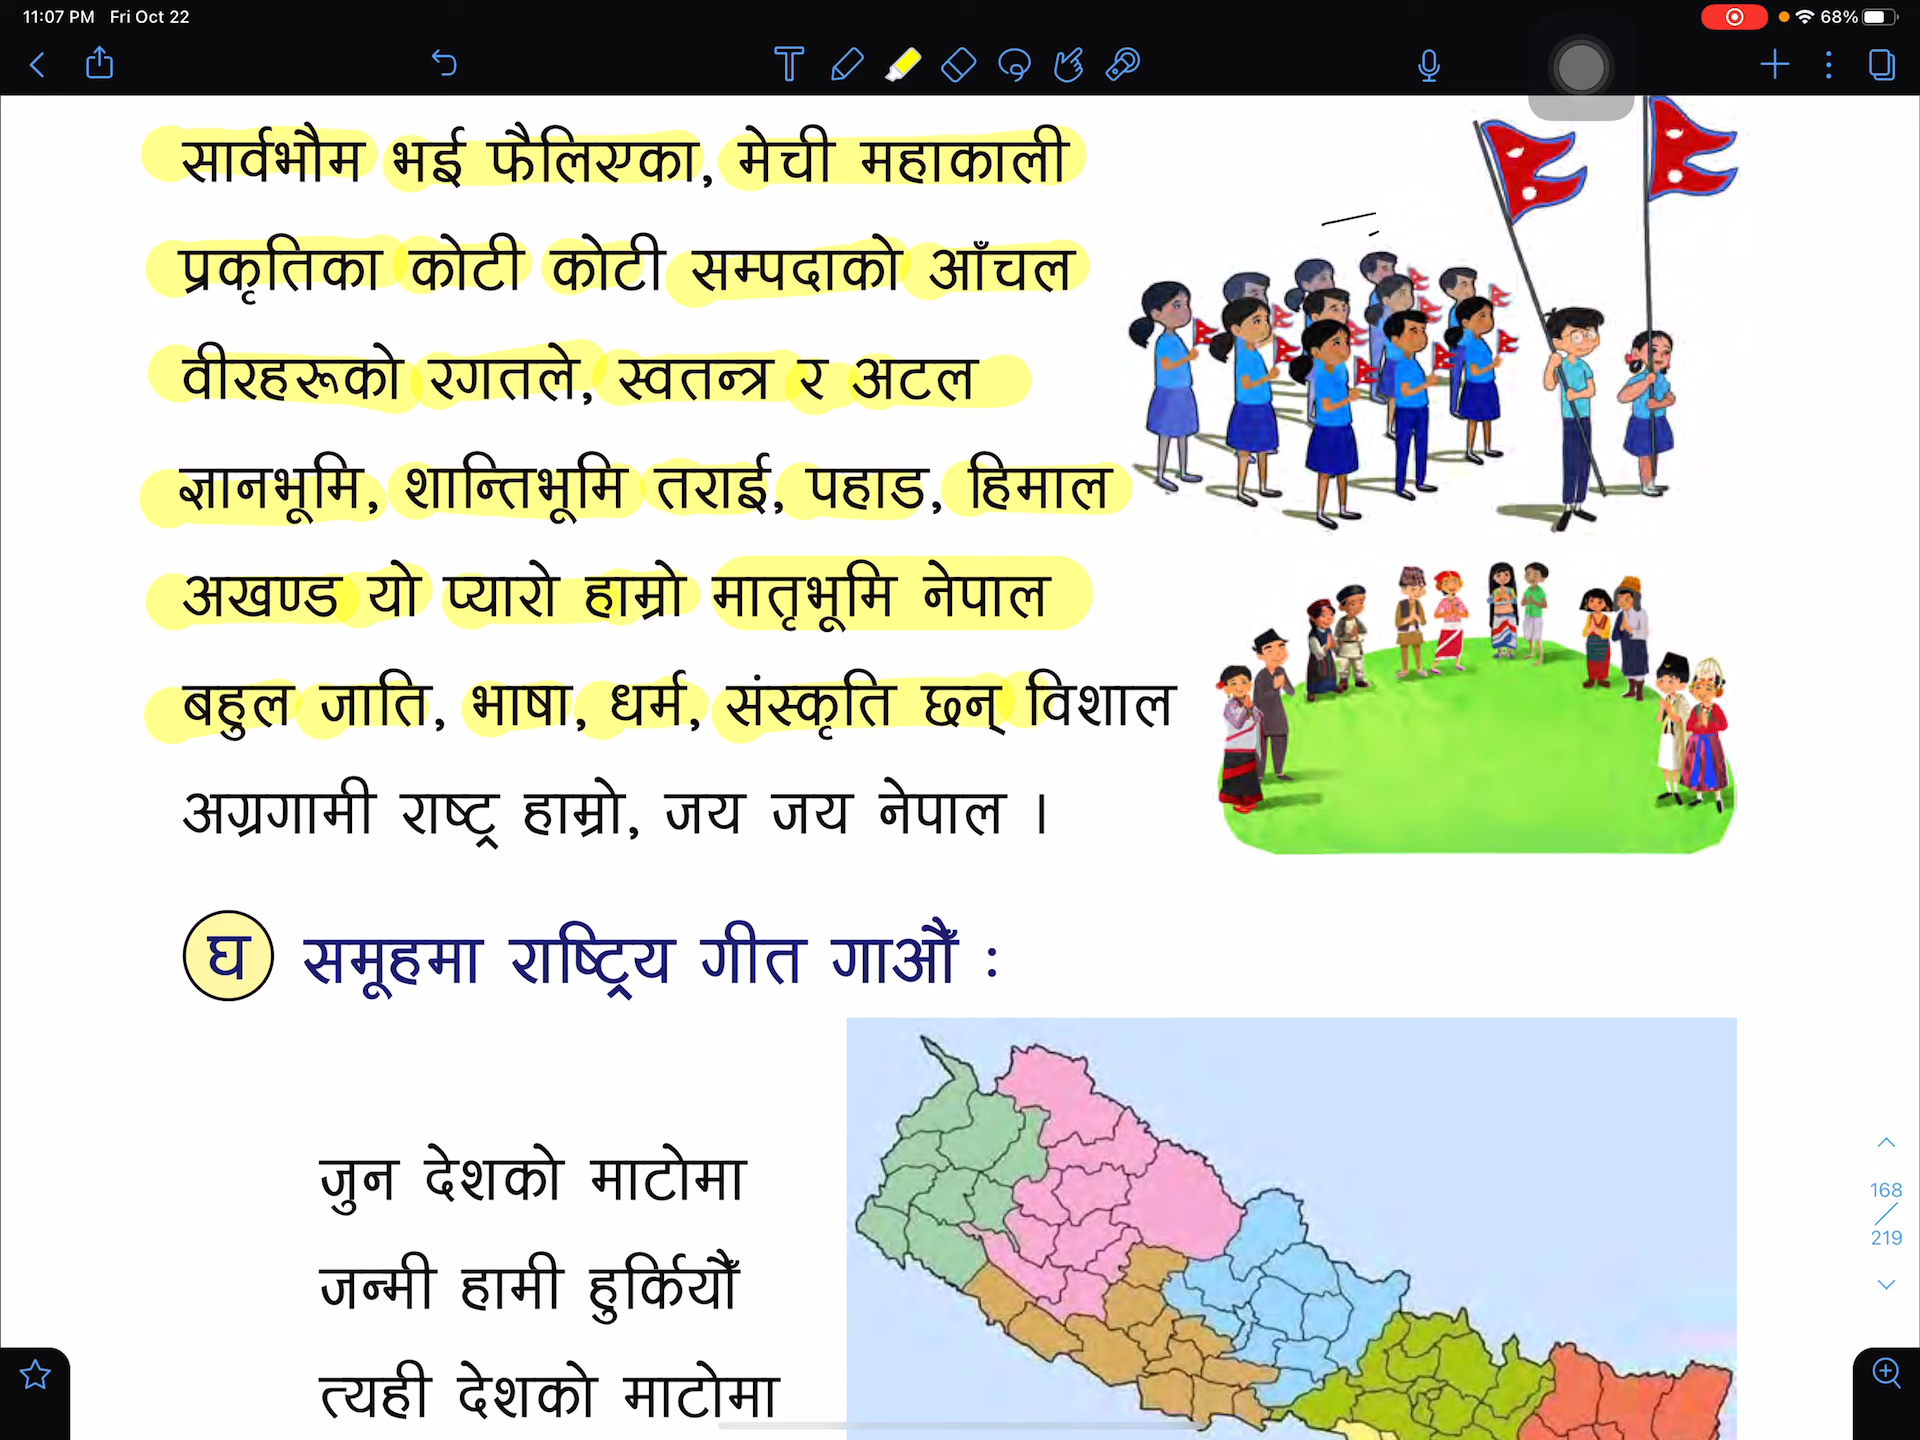 11:07 PM Fri Oct 22
68%
सार्वभौम भई फैलिएका, मेची महाकाली
प्रकृतिका कोटी कोटी सम्पदाको आँचल
वीरहरूको रगतले, स्वतन्त्र र अटल
ज्ञानभूमि, शान्तिभूमि तराई, पहाड, हिमाल
अखण्ड यो प्यारो हाम्रो मातृभूमि नेपाल
बहुल जाति, भाषा, धर्म, संस्कृति छन् विशाल
अग्रगामी राष्ट्र हाम्रो, जय जय नेपाल ।
घ समूहमा राष्ट्रिय गीत गाऔँ :
जुन देशको माटोमा
जन्मी हामी हुर्कियौँ
त्यही देशको माटोमा
168
/
219